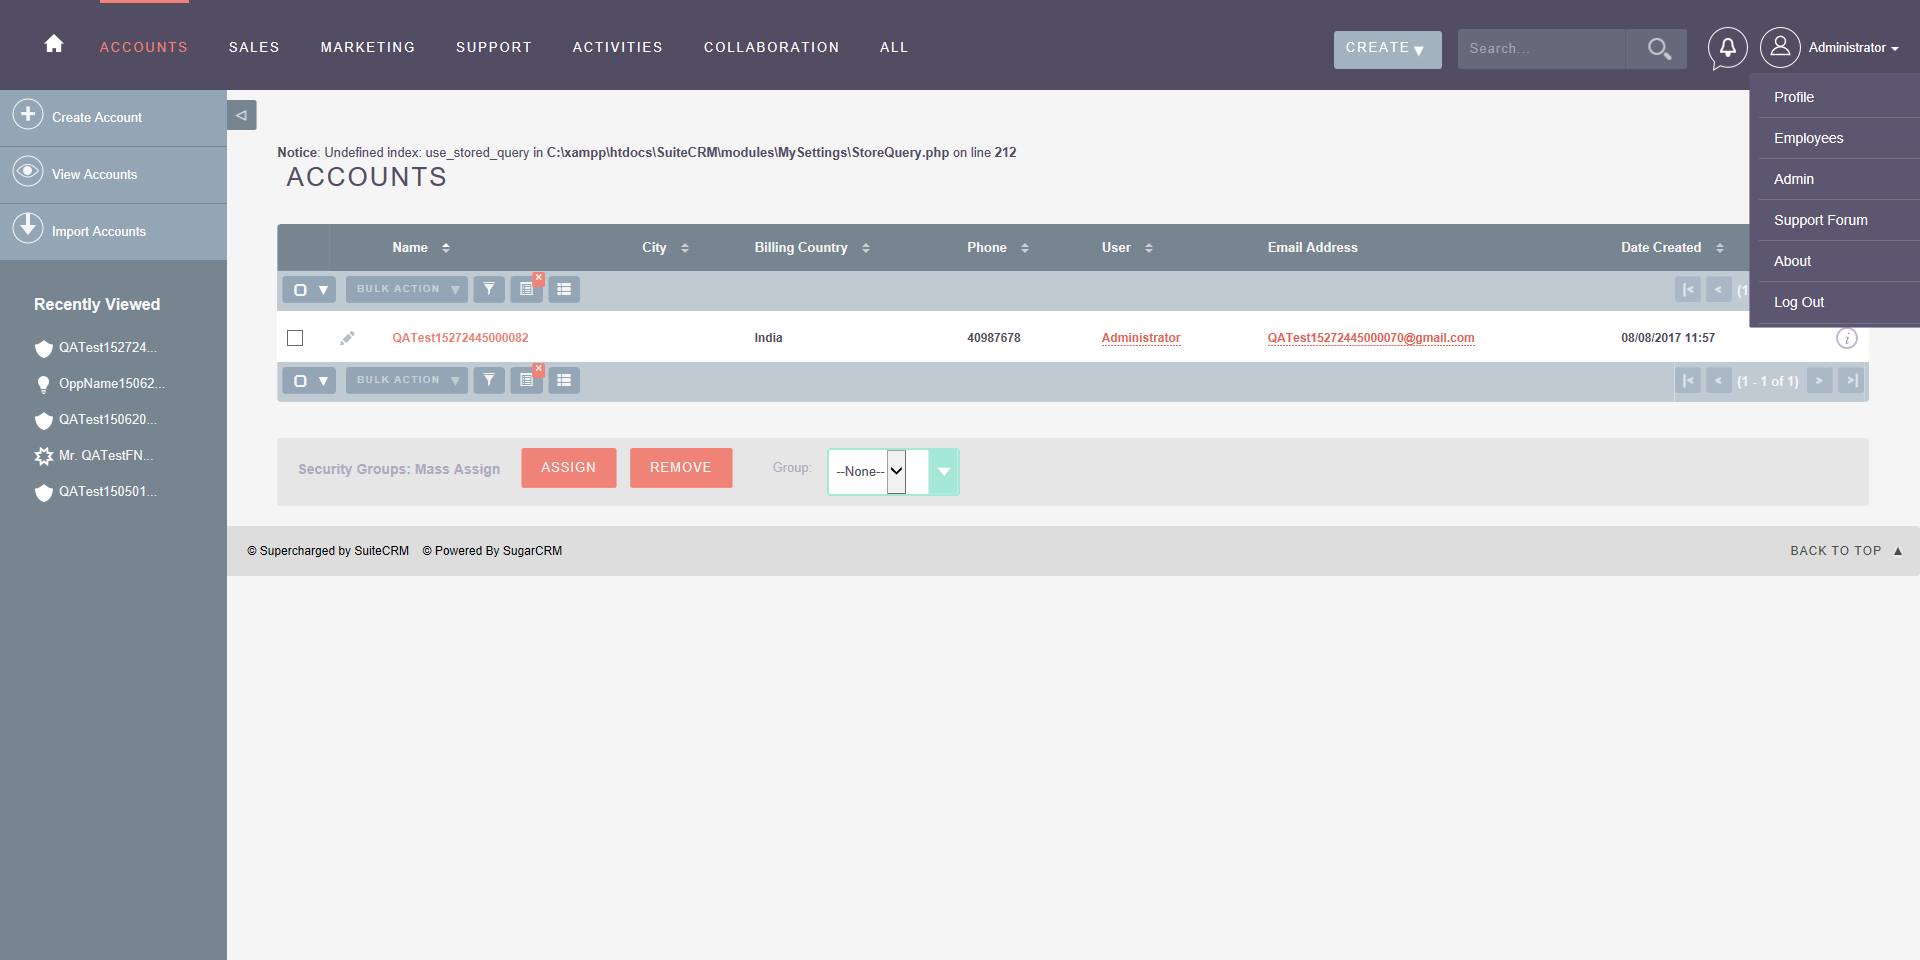 ACCOUNTS SALES MARKETING SUPPORT ACTIVITIES COLLABORATION ALL CREATE Search... Administrator
Profile
Employees
Admin
Support Forum
About
Log Out
Create Account
View Accounts
Import Accounts
Recently Viewed
QATest152724...
OppName15062...
QATest150620...
Mr. QATestFN...
QATest150501...
Notice: Undefined index: use_stored_query in C:\xampp\htdocs\SuiteCRM\modules\MySettings\StoreQuery.php on line 212
ACCOUNTS
Name City Billing Country Phone User Email Address Date Created
BULK ACTION (1
QATest15272445000082 India 40987678 Administrator QATest15272445000070@gmail.com 08/08/2017 11:57
BULK ACTION (1 - 1 of 1)
Security Groups: Mass Assign ASSIGN REMOVE Group: --None--
© Supercharged by SuiteCRM © Powered By SugarCRM BACK TO TOP